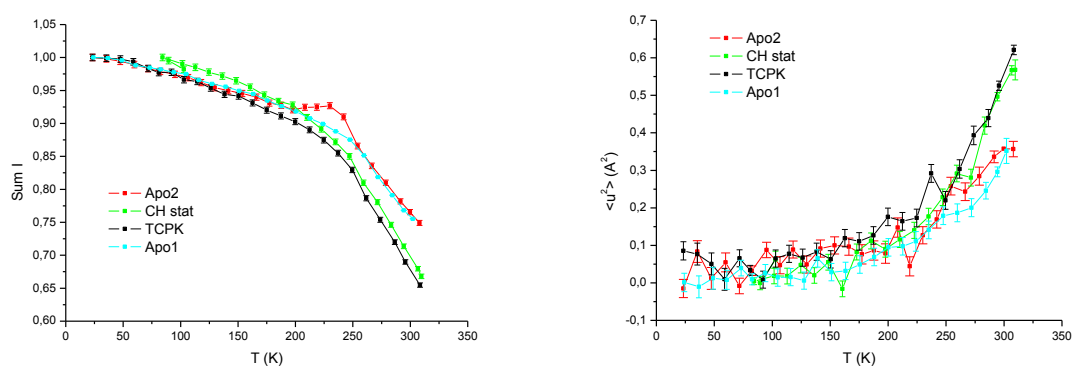 1,05
1,00
0,95
0,90
0,85
0,80
0,75
0,70
0,65
0,60
Sum I
Apo2
CH stat
TCPK
Apo1
0 50 100 150 200 250 300 350
T (K)
0,7
0,6
0,5
0,4
0,3
0,2
0,1
0,0
-0,1
<u²> (A²)
Apo2
CH stat
TCPK
Apo1
0 50 100 150 200 250 300 350
T (K)